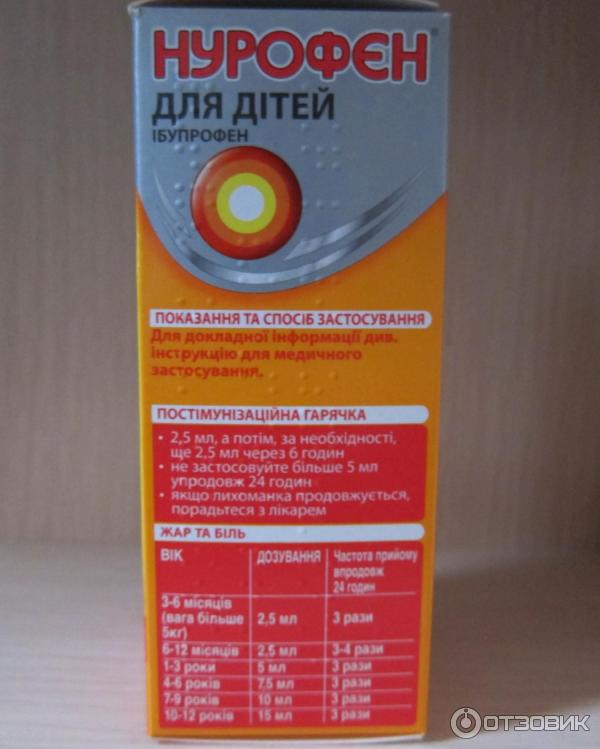 НУРОФЄН®
ДЛЯ ДІТЕЙ
ІБУПРОФЕН
ПОКАЗАННЯ ТА СПОСІБ ЗАСТОСУВАННЯ
Для докладної інформації див.
інструкцію для медичного
застосування.
ПОСТІМУНІЗАЦІЙНА ГАРЯЧКА
• 2,5 мл, а потім, за необхідності,
ще 2,5 мл через 6 годин
• не застосовуйте більше 5 мл
упродовж 24 годин
• якщо лихоманка продовжується,
порадьтеся з лікарем
ЖАР ТА БІЛЬ
ВІК ДОЗУВАННЯ Частота прийому
впродовж
24 годин
3-6 місяців
(вага більше 2,5 мл 3 рази
5кг)
6-12 місяців 2,5 мл 3-4 рази
1-3 роки 5 мл 3 рази
4-6 років 7,5 мл 3 рази
7-9 років 10 мл 3 рази
10-12 років 15 мл 3 рази
ОТЗОВИК